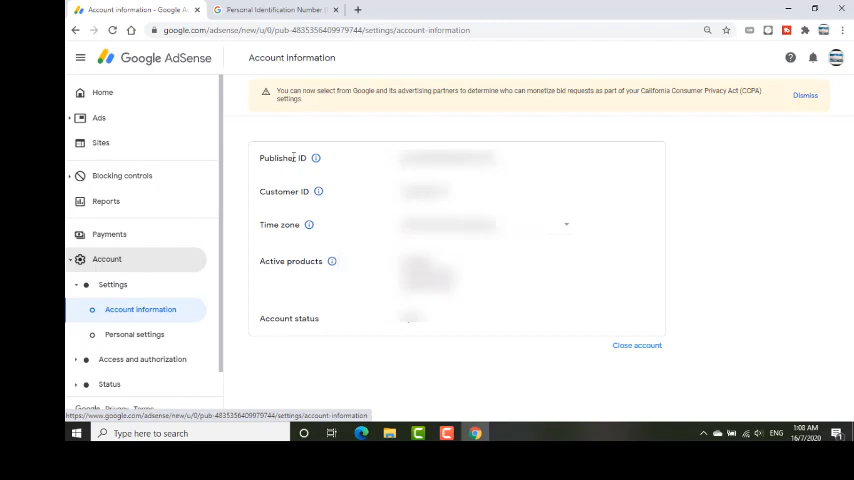 Account information - Google Ad
Personal Identification Number (
google.com/adsense/new/u/0/pub-4835356409979744/settings/account-information
Google AdSense
Account information
You can now select from Google and its advertising partners to determine who can monetize bid requests as part of your California Consumer Privacy Act (CCPA)
settings.
Dismiss
Home
Ads
Sites
Blocking controls
Reports
Payments
Account
Settings
Account information
Personal settings
Access and authorization
Status
Publisher ID
Customer ID
Time zone
Active products
Account status
Close account
Google Privacy Terms
https://www.google.com/adsense/new/u/0/pub-4835356409979744/settings/account-information
Type here to search
ENG
1:08 AM
16/7/2020